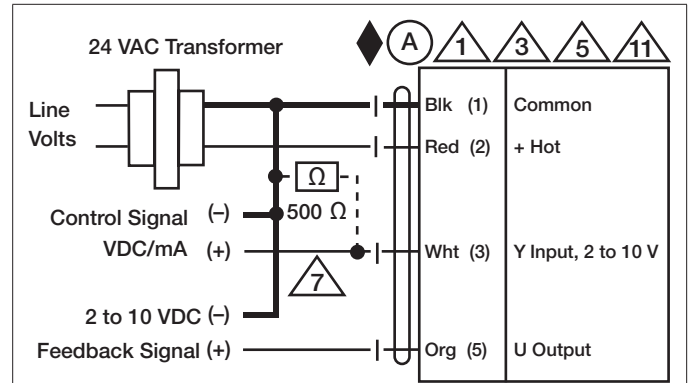 24 VAC Transformer
A 1 3 5 11
Line
Volts
Blk (1) Common
Red (2) + Hot
Ω
500 Ω
Control Signal (–)
VDC/mA (+)
Wht (3) Y Input, 2 to 10 V
7
2 to 10 VDC (–)
Feedback Signal (+)
Org (5) U Output